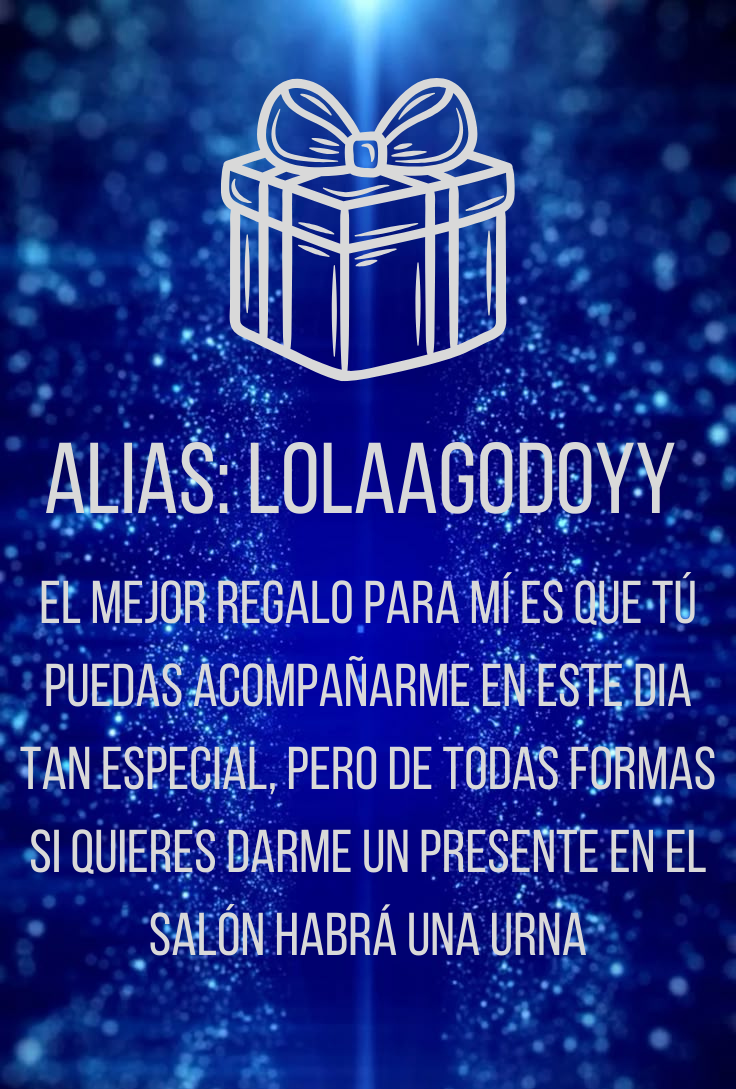 ALIAS: LOLAAGODOYY
EL MEJOR REGALO PARA MÍ ES QUE TÚ
PUEDAS ACOMPAÑARME EN ESTE DIA
TAN ESPECIAL, PERO DE TODAS FORMAS
SI QUIERES DARME UN PRESENTE EN EL
SALÓN HABRÁ UNA URNA